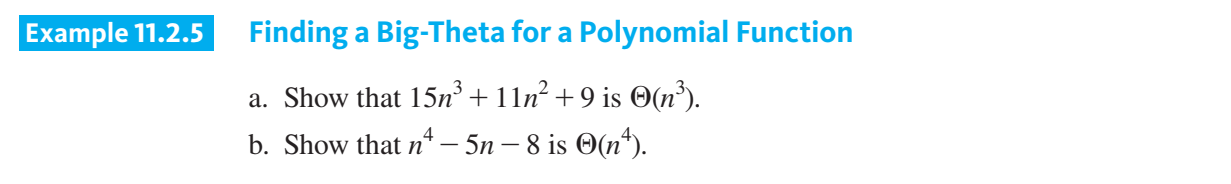 Example 11.2.5 Finding a Big-Theta for a Polynomial Function
a. Show that 15n³ + 11n² + 9 is Θ(n³).
b. Show that n⁴ − 5n − 8 is Θ(n⁴).